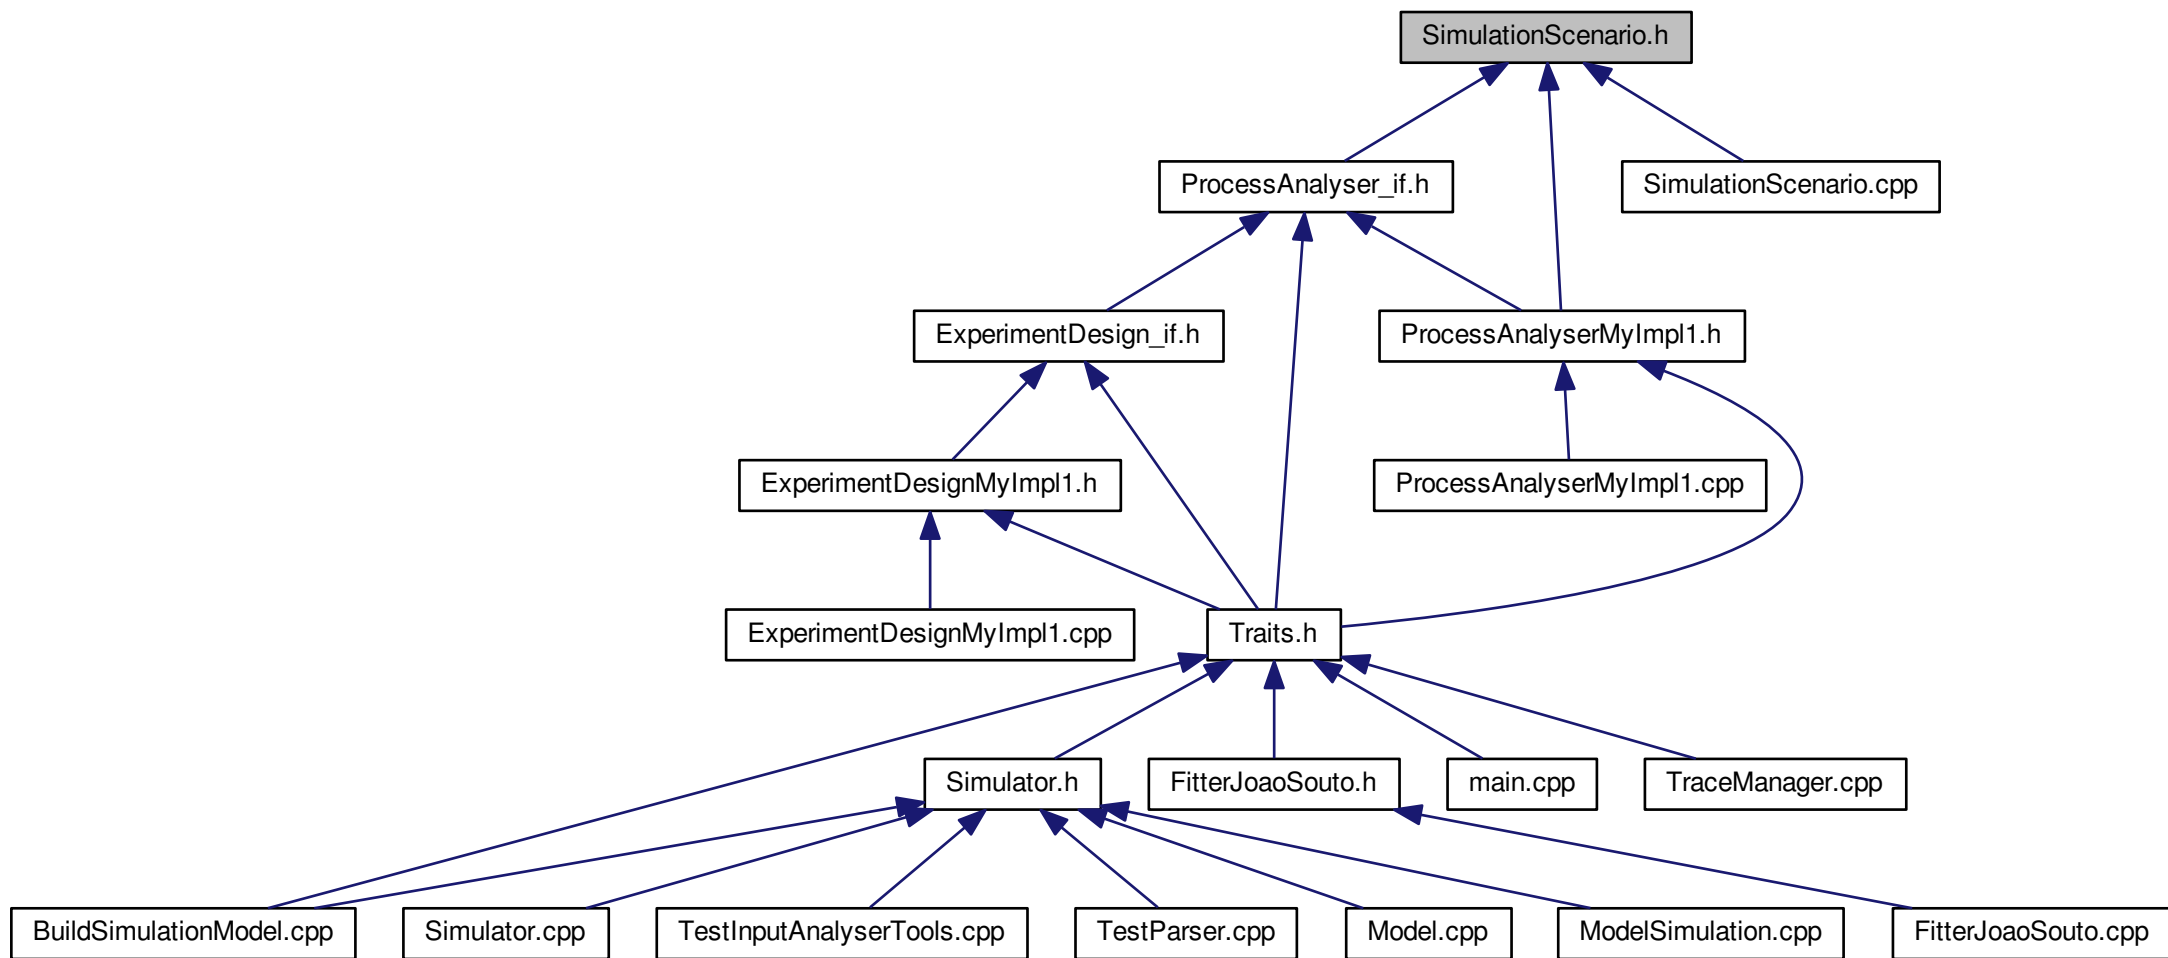 SimulationScenario.h
ProcessAnalyser_if.h
SimulationScenario.cpp
ExperimentDesign_if.h
ProcessAnalyserMyImpl1.h
ExperimentDesignMyImpl1.h
ProcessAnalyserMyImpl1.cpp
ExperimentDesignMyImpl1.cpp
Traits.h
Simulator.h
FitterJoaoSouto.h
main.cpp
TraceManager.cpp
BuildSimulationModel.cpp
Simulator.cpp
TestInputAnalyserTools.cpp
TestParser.cpp
Model.cpp
ModelSimulation.cpp
FitterJoaoSouto.cpp